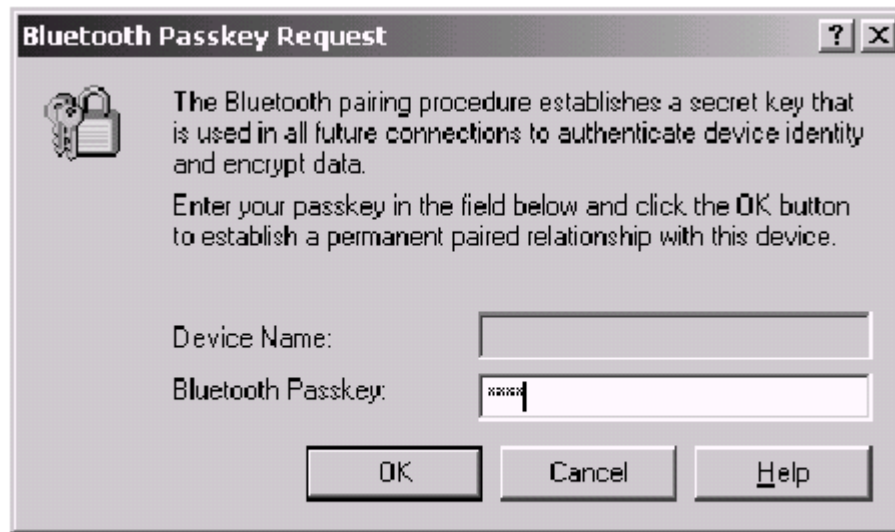 Bluetooth Passkey Request
The Bluetooth pairing procedure establishes a secret key that
is used in all future connections to authenticate device identity
and encrypt data.
Enter your passkey in the field below and click the OK button
to establish a permanent paired relationship with this device.
Device Name:
Bluetooth Passkey: ****
OK Cancel Help